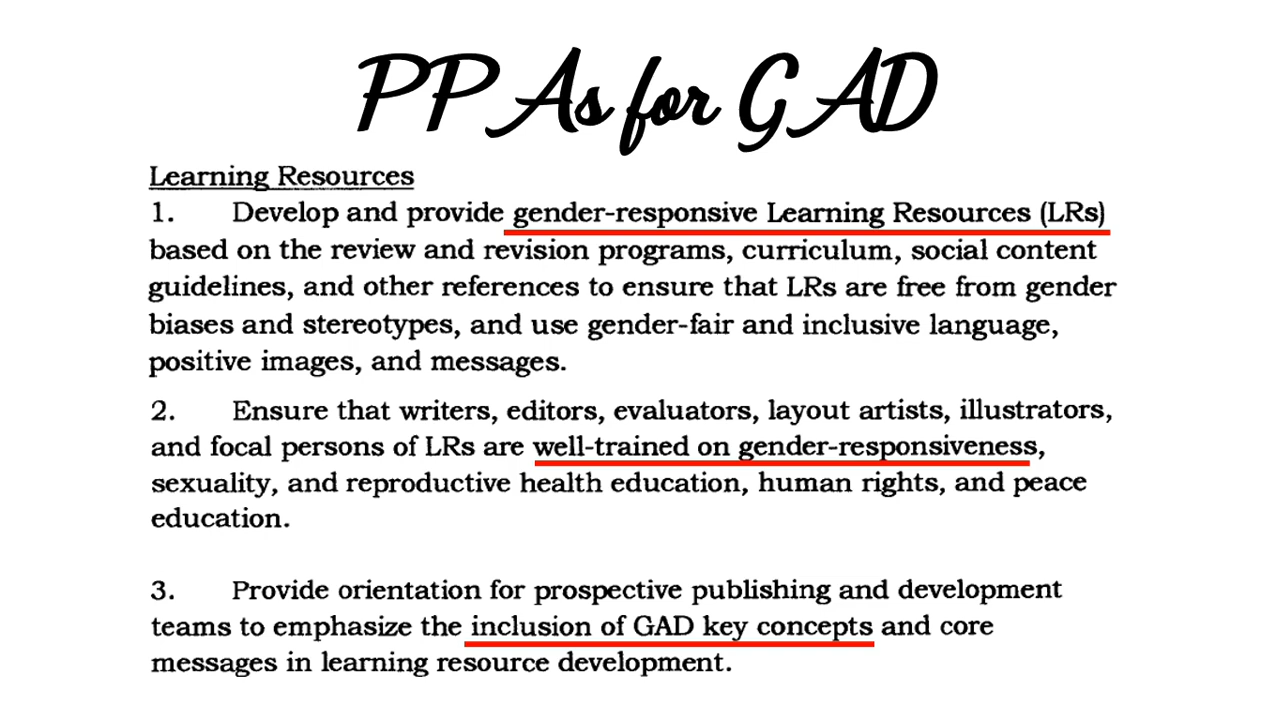 PPAs for GAD
Learning Resources
1. Develop and provide gender-responsive Learning Resources (LRs)
based on the review and revision programs, curriculum, social content
guidelines, and other references to ensure that LRs are free from gender
biases and stereotypes, and use gender-fair and inclusive language,
positive images, and messages.
2. Ensure that writers, editors, evaluators, layout artists, illustrators,
and focal persons of LRs are well-trained on gender-responsiveness,
sexuality, and reproductive health education, human rights, and peace
education.
3. Provide orientation for prospective publishing and development
teams to emphasize the inclusion of GAD key concepts and core
messages in learning resource development.